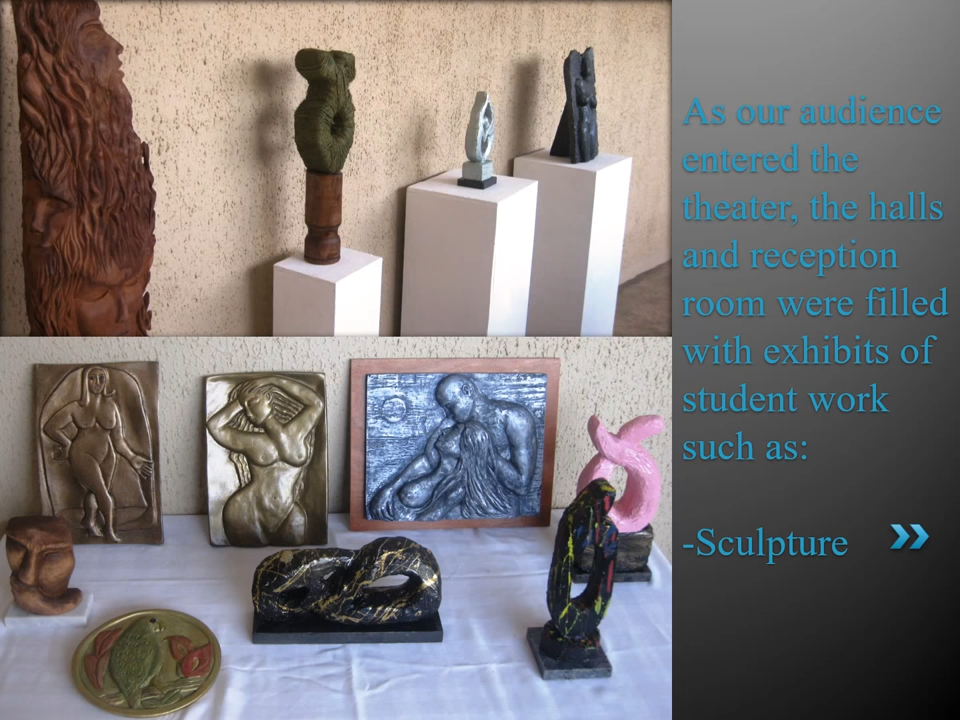 As our audience
entered the
theater, the halls
and reception
room were filled
with exhibits of
student work
such as:
-Sculpture